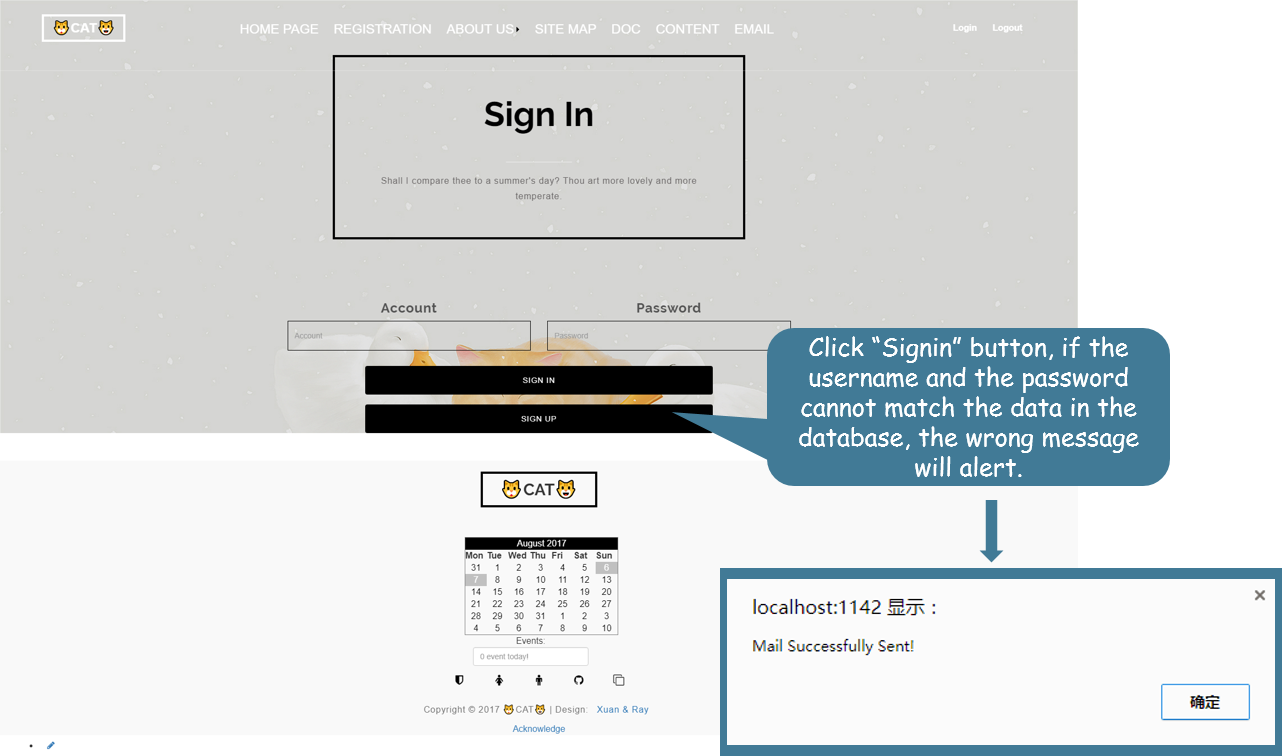 CAT
HOME PAGE REGISTRATION ABOUT US SITE MAP DOC CONTENT EMAIL
Login Logout
Sign In
Shall I compare thee to a summer's day? Thou art more lovely and more
temperate.
Account Password
Account Password
SIGN IN
SIGN UP
Click “Signin” button, if the
username and the password
cannot match the data in the
database, the wrong message
will alert.
CAT
August 2017
Mon Tue Wed Thu Fri Sat Sun
31 1 2 3 4 5 6
7 8 9 10 11 12 13
14 15 16 17 18 19 20
21 22 23 24 25 26 27
28 29 30 31 1 2 3
4 5 6 7 8 9 10
Events:
0 event today!
Copyright © 2017 CAT | Design: Xuan & Ray
Acknowledge
localhost:1142 显示：
Mail Successfully Sent!
确定